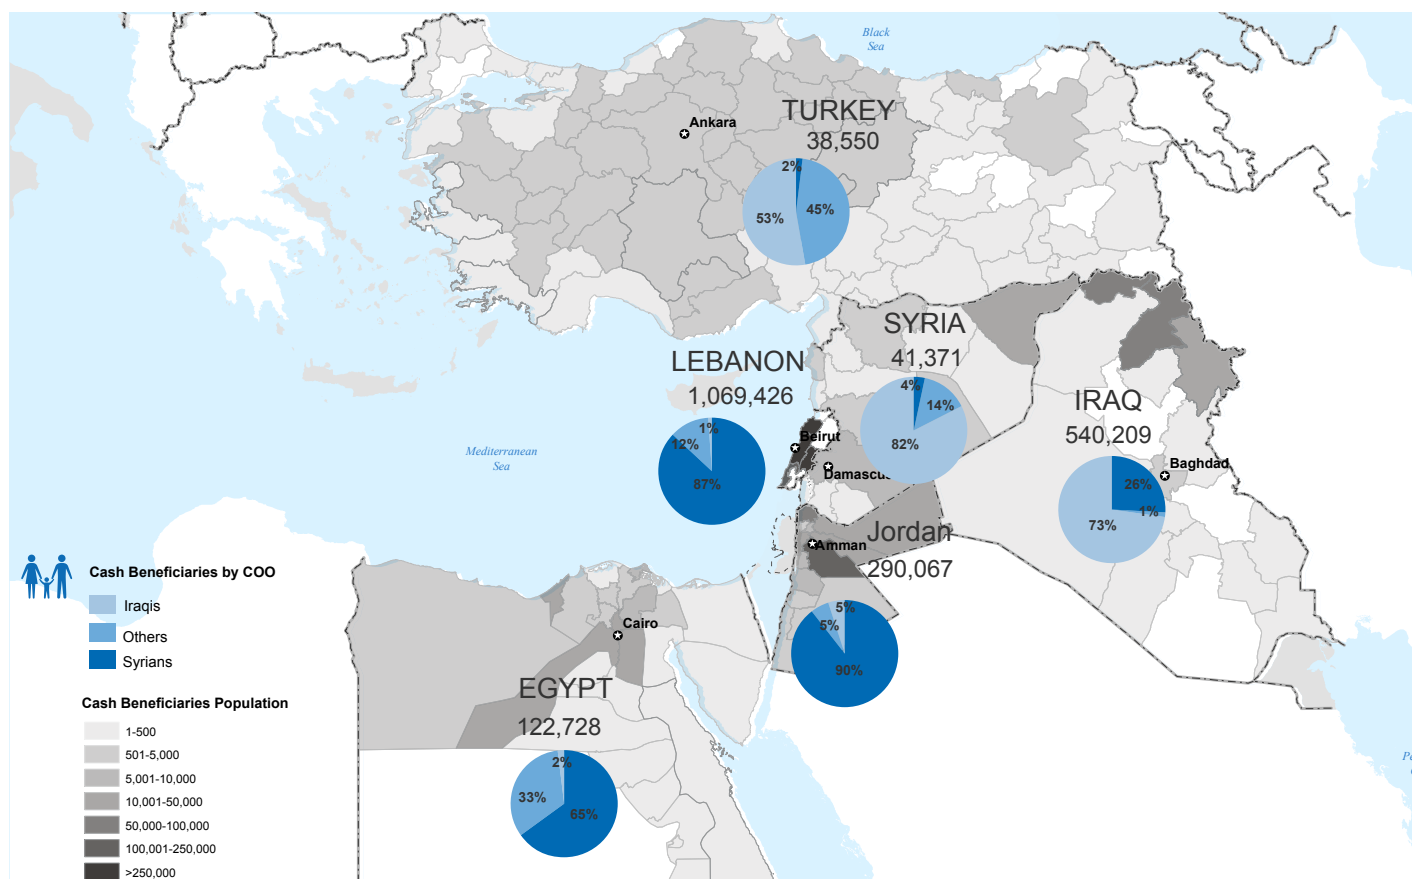 Black
Sea
Ankara
TURKEY
38,550
2%
45%
53%
SYRIA
41,371
4%
14%
82%
LEBANON
1,069,426
1%
12%
87%
Beirut
Damascus
IRAQ
540,209
26%
1%
73%
Baghdad
Mediterranean
Sea
Jordan
290,067
Amman
5%
5%
90%
Cairo
EGYPT
122,728
2%
33%
65%
Cash Beneficiaries by COO
Iraqis
Others
Syrians
Cash Beneficiaries Population
1-500
501-5,000
5,001-10,000
10,001-50,000
50,000-100,000
100,001-250,000
>250,000